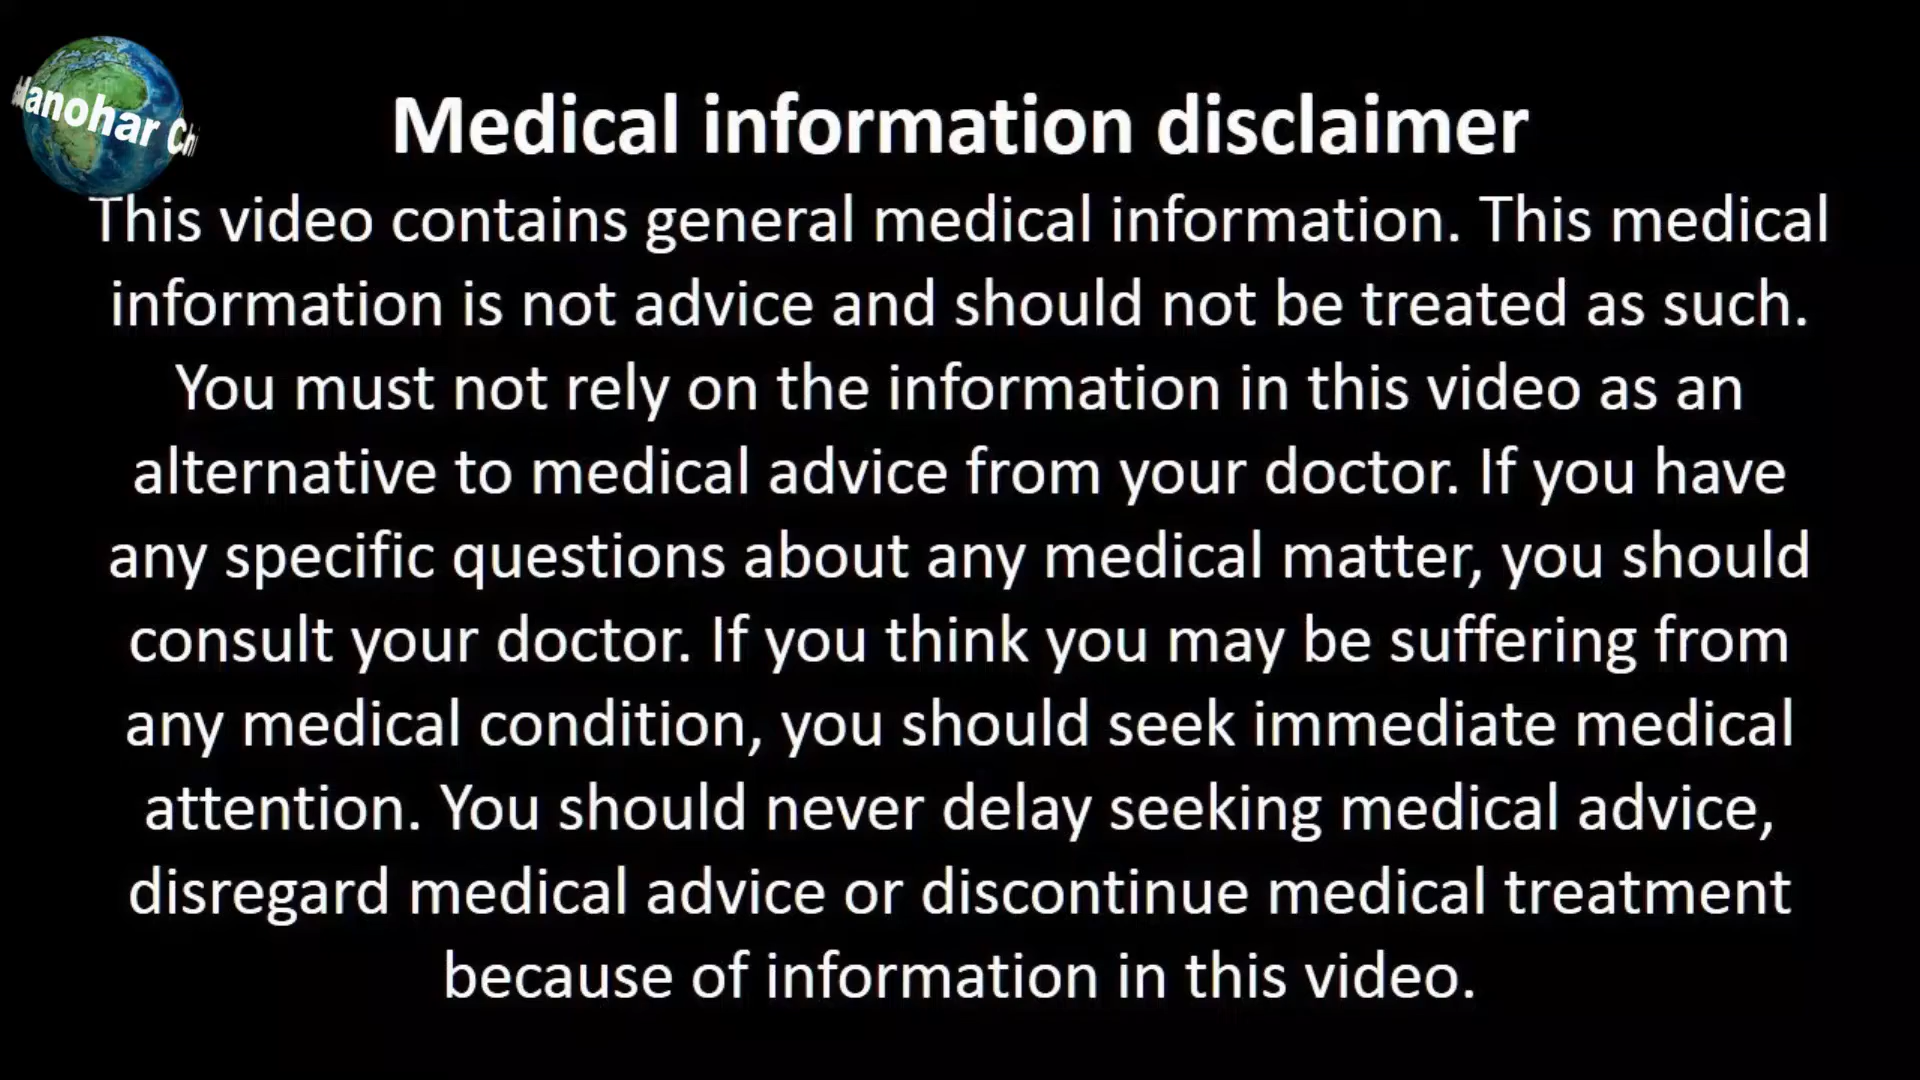 anohar
Medical information disclaimer
This video contains general medical information. This medical
information is not advice and should not be treated as such.
You must not rely on the information in this video as an
alternative to medical advice from your doctor. If you have
any specific questions about any medical matter, you should
consult your doctor. If you think you may be suffering from
any medical condition, you should seek immediate medical
attention. You should never delay seeking medical advice,
disregard medical advice or discontinue medical treatment
because of information in this video.